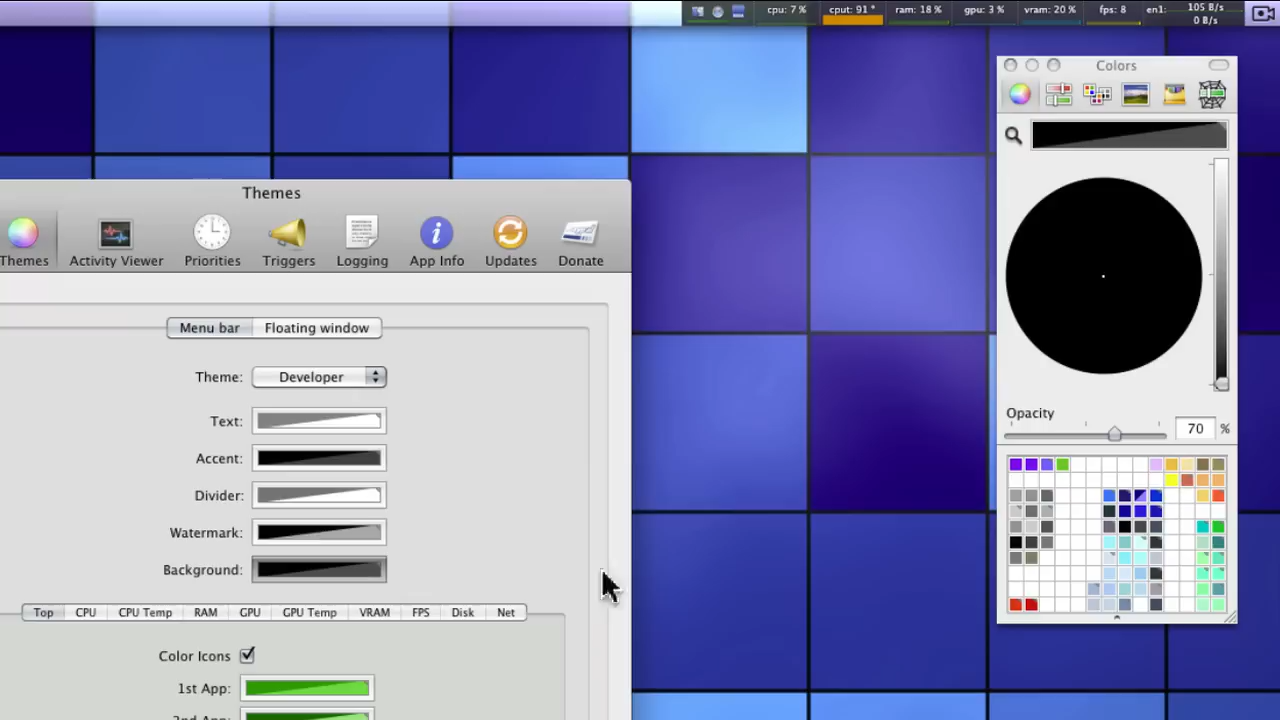 cpu: 7 % cput: 91 ° ram: 18 % gpu: 3 % vram: 20 % fps: 8 en1: 105 B/s
0 B/s
Colors
Themes
Themes Activity Viewer Priorities Triggers Logging App Info Updates Donate
Menu bar Floating window
Theme: Developer
Text:
Accent:
Opacity
70 %
Divider:
Watermark:
Background:
Top CPU CPU Temp RAM GPU GPU Temp VRAM FPS Disk Net
Color Icons
1st App:
2nd App: